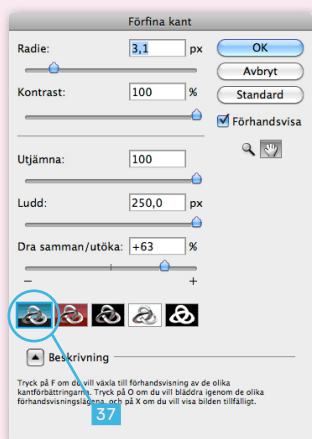 Förfina kant
Radie: 3,1 px
OK
Avbryt
Kontrast: 100 %
Standard
Förhandsvisa
Utjämna: 100
Ludd: 250,0 px
Dra samman/utöka: +63 %
− +
Beskrivning
Tryck på F om du vill växla till förhandsvisning av de olika
kantförbättringarna. Tryck på O om du vill bläddra igenom de olika
förhandsvisningslägena, och på X om du vill visa bilden tillfälligt.
37